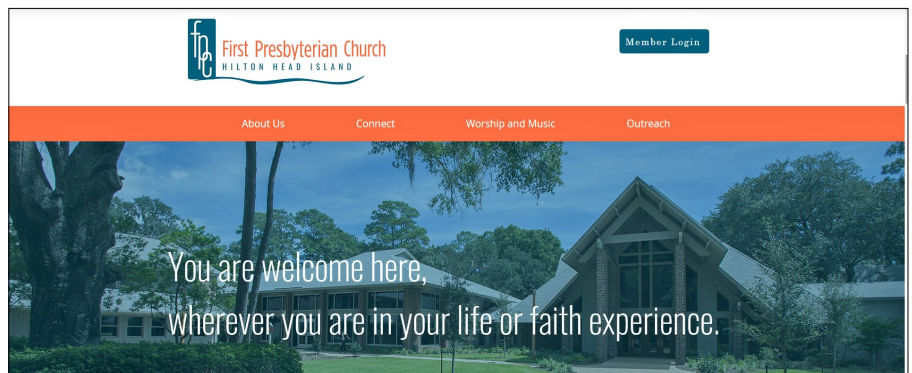 fpc
First Presbyterian Church
HILTON HEAD ISLAND
Member Login
About Us
Connect
Worship and Music
Outreach
You are welcome here,
wherever you are in your life or faith experience.